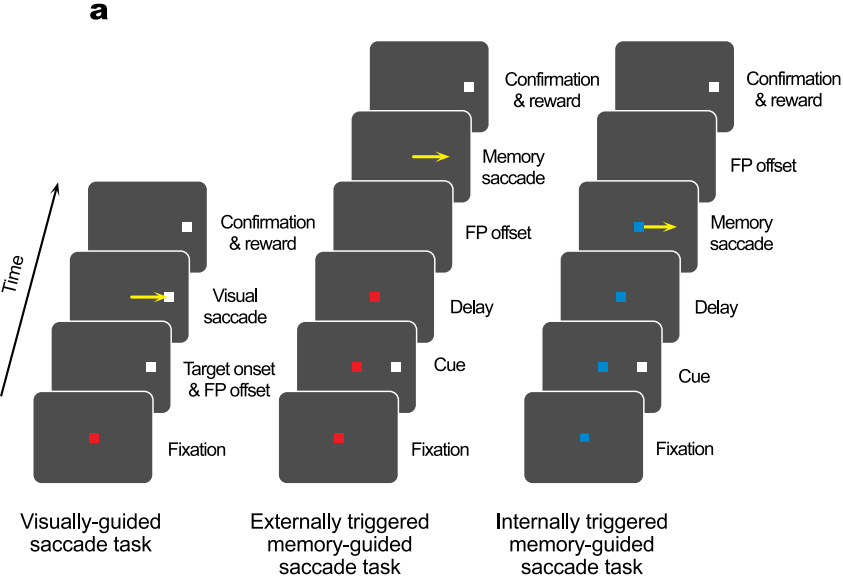 a
Time
Confirmation
& reward
Visual
saccade
Target onset
& FP offset
Fixation
Visually-guided
saccade task
Confirmation
& reward
Memory
saccade
FP offset
Delay
Cue
Fixation
Externally triggered
memory-guided
saccade task
Confirmation
& reward
FP offset
Memory
saccade
Delay
Cue
Fixation
Internally triggered
memory-guided
saccade task